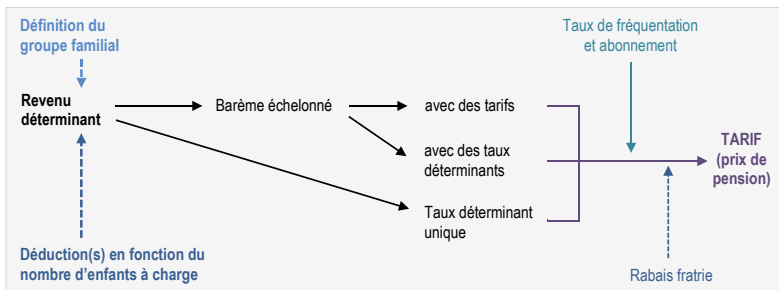 Définition du
groupe familial
Taux de fréquentation
et abonnement
Revenu
déterminant
Barème échelonné
avec des tarifs
avec des taux
déterminants
TARIF
(prix de
pension)
Taux déterminant
unique
Déduction(s) en fonction du
nombre d’enfants à charge
Rabais fratrie